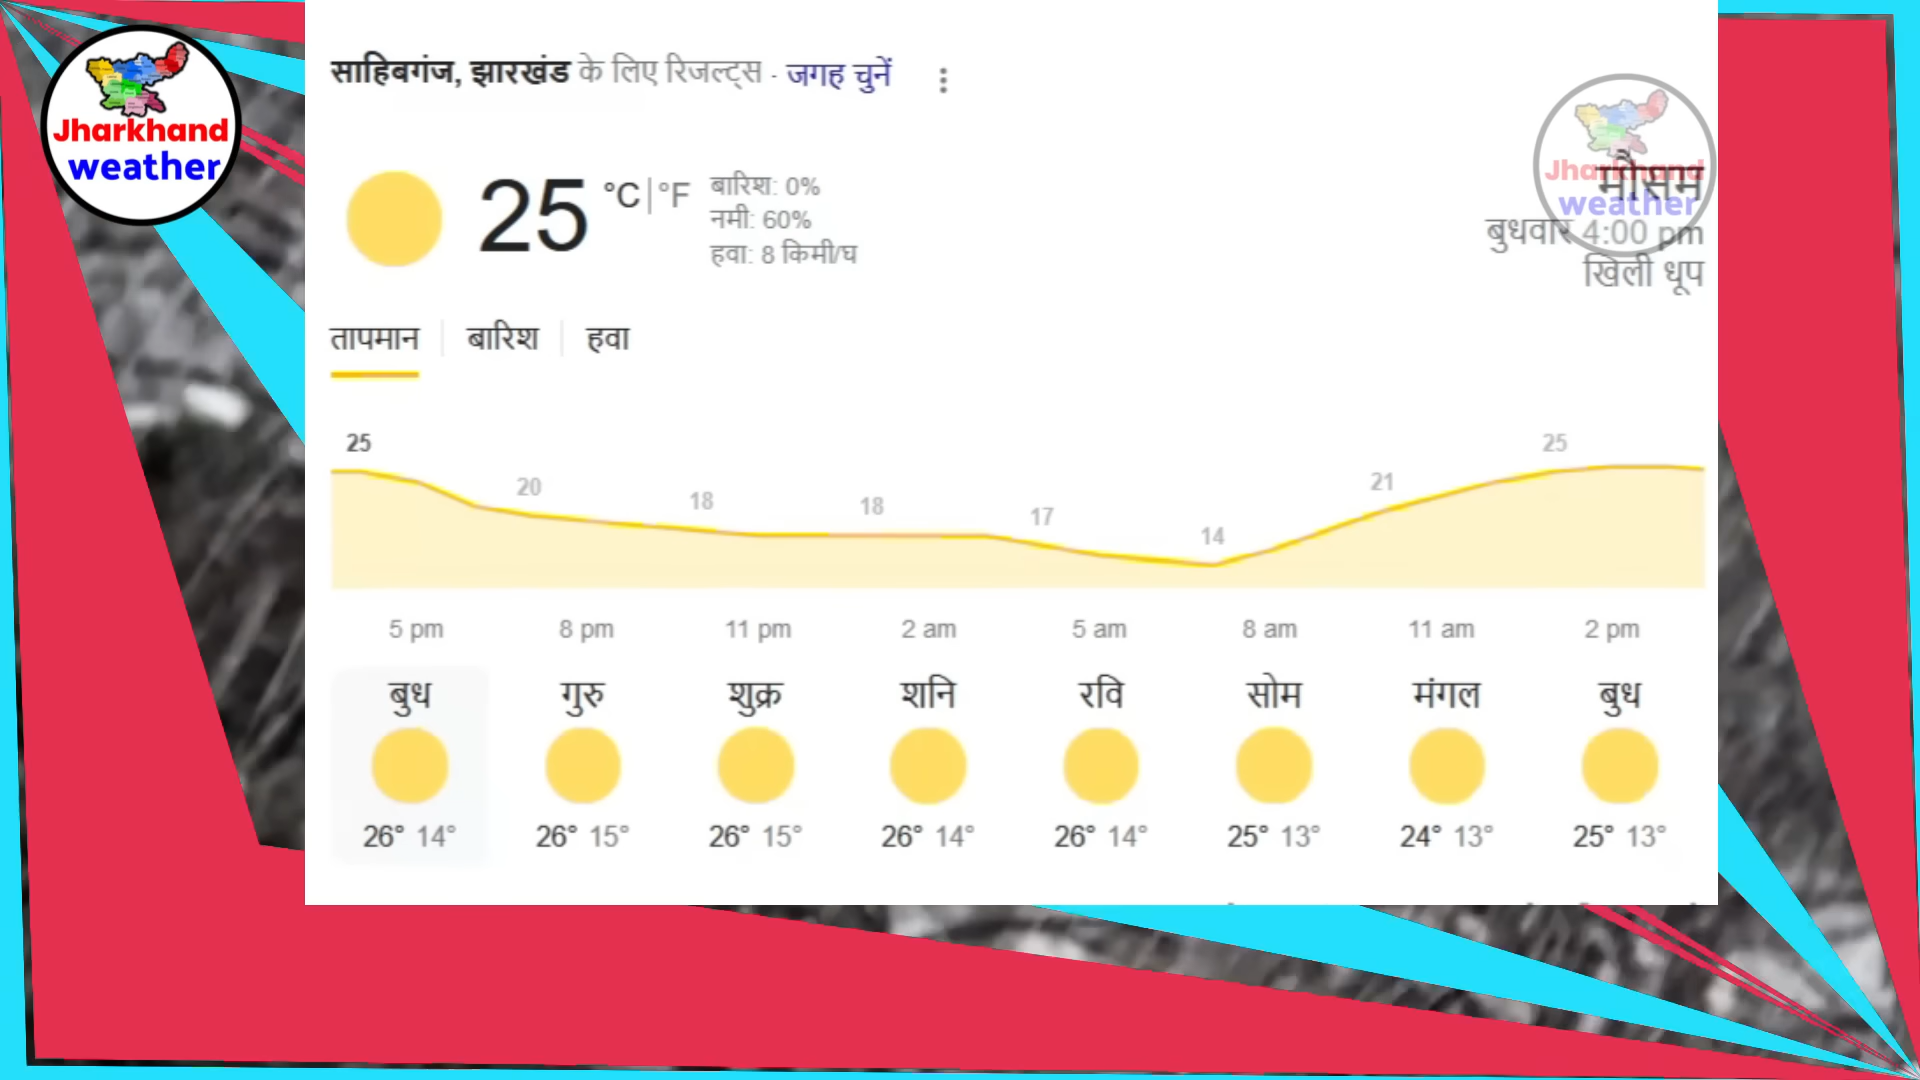 Jharkhand
weather
साहिबगंज, झारखंड के लिए रिजल्ट्स - जगह चुनें
25 °C|°F
बारिश: 0%
नमी: 60%
हवा: 8 किमी/घ
Jharkhand
weather
मौसम
बुधवार 4:00 pm
खिली धूप
तापमान बारिश हवा
25 20 18 18 17 14 21 25
5 pm 8 pm 11 pm 2 am 5 am 8 am 11 am 2 pm
बुध गुरु शुक्र शनि रवि सोम मंगल बुध
26° 14° 26° 15° 26° 15° 26° 14° 26° 14° 25° 13° 24° 13° 25° 13°